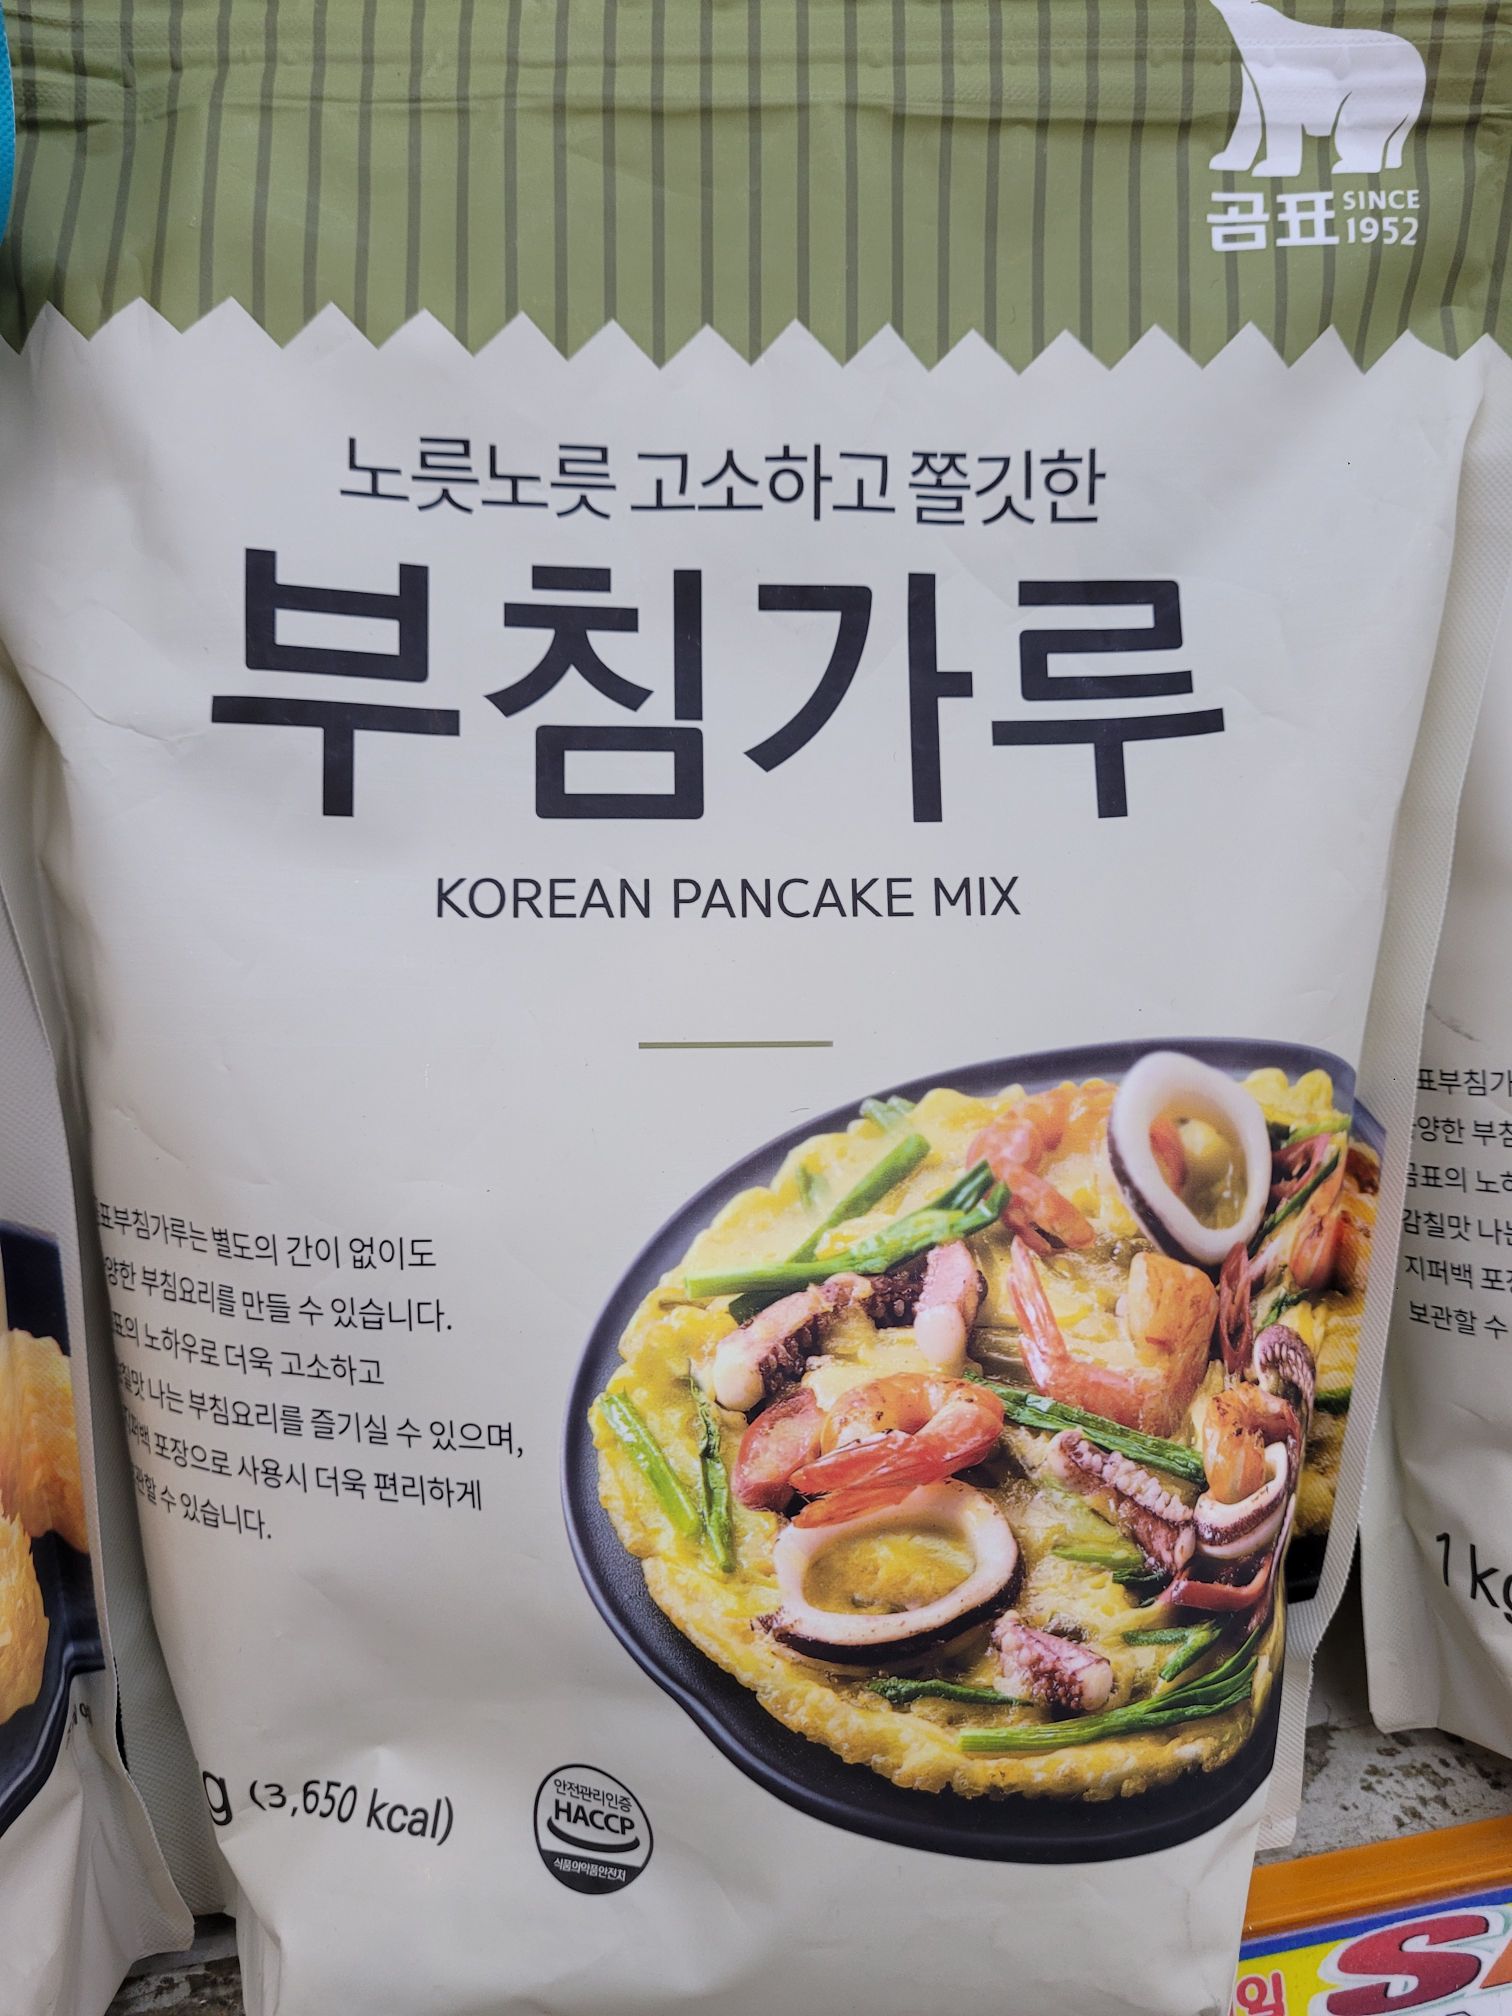 곰표 SINCE 1952
노릇노릇 고소하고 쫄깃한
부침가루
KOREAN PANCAKE MIX
표부침가루는 별도의 간이 없이도
양한 부침요리를 만들 수 있습니다.
표의 노하우로 더욱 고소하고
칠맛 나는 부침요리를 즐기실 수 있으며,
퍼백 포장으로 사용시 더욱 편리하게
관할 수 있습니다.
g (3,650 kcal)
안전관리인증
HACCP
식품의약품안전처
표부침가
양한 부침
곰표의 노하
감칠맛 나는
지퍼백 포장
보관할 수
1 kg